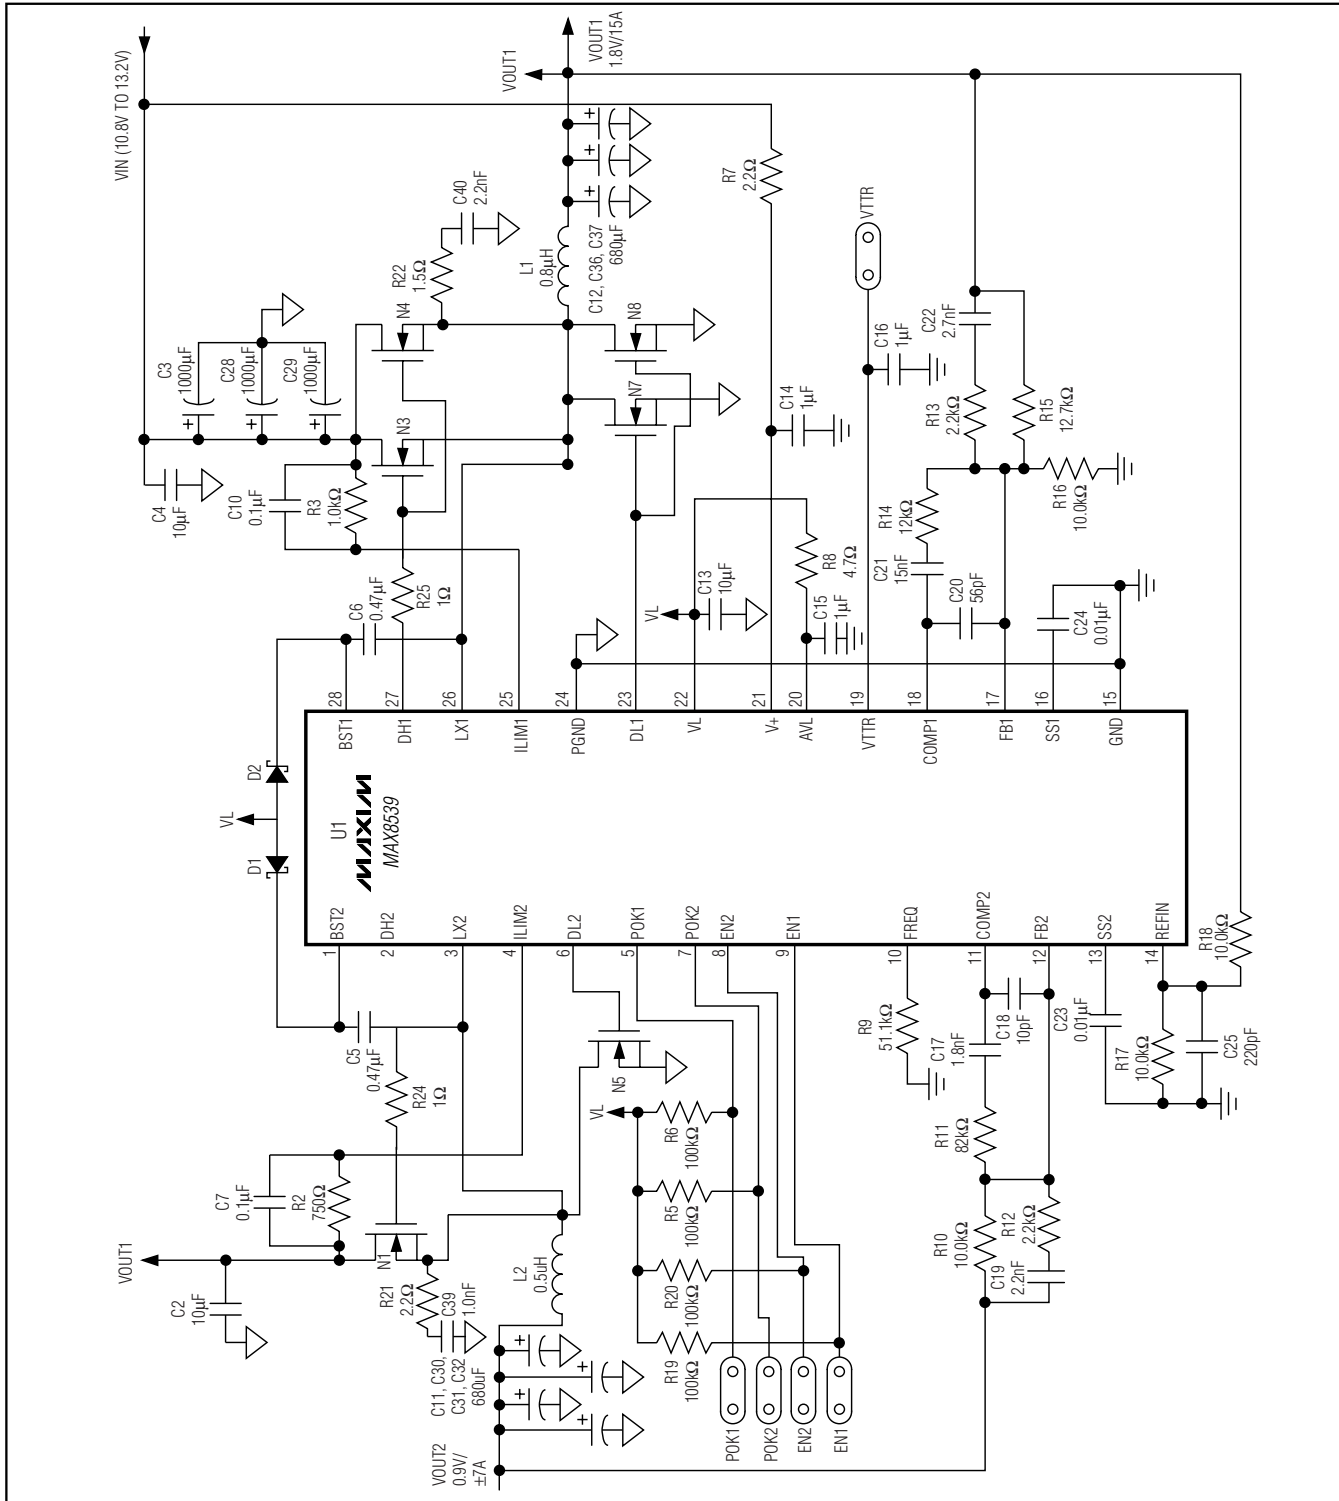 VIN (10.8V TO 13.2V)
VOUT1
VOUT1
1.8V/15A
C3
1000µF
C28
1000µF
C29
1000µF
C4
10µF
C10
0.1µF
R3
1.0kΩ
N3
N4
R22
1.5Ω
C40
2.2nF
L1
0.8µH
C12, C36, C37
680µF
N7
N8
R7
2.2Ω
C14
1µF
C16
1µF
VTTR
C22
2.7nF
R13
2.2kΩ
R15
12.7kΩ
R16
10.0kΩ
R14
12kΩ
C21
15nF
C20
56pF
C24
0.01µF
R8
4.7Ω
C15
1µF
C13
10µF
VL
C6
0.47µF
R25
1Ω
28
27
26
25
24
23
22
21
20
19
18
17
16
15
BST1
DH1
LX1
ILIM1
PGND
DL1
VL
V+
AVL
VTTR
COMP1
FB1
SS1
GND
D2
VL
D1
U1
MAXIM
MAX8539
BST2
DH2
LX2
ILIM2
DL2
POK1
POK2
EN2
EN1
FREQ
COMP2
FB2
SS2
REFIN
1
2
3
4
6
5
7
8
9
10
11
12
13
14
R18
10.0kΩ
C5
0.47µF
R24
1Ω
C7
0.1µF
R2
750Ω
N1
VOUT1
C2
10µF
R21
2.2Ω
C39
1.0nF
L2
0.5uH
C11, C30,
C31, C32
680uF
VOUT2
0.9V/
±7A
N5
VL
R6
100kΩ
R5
100kΩ
R20
100kΩ
R19
100kΩ
POK1
POK2
EN2
EN1
R9
51.1kΩ
C17
1.8nF
C18
10pF
C23
0.01µF
R17
10.0kΩ
C25
220pF
R11
82kΩ
R10
10.0kΩ
R12
2.2kΩ
C19
2.2nF